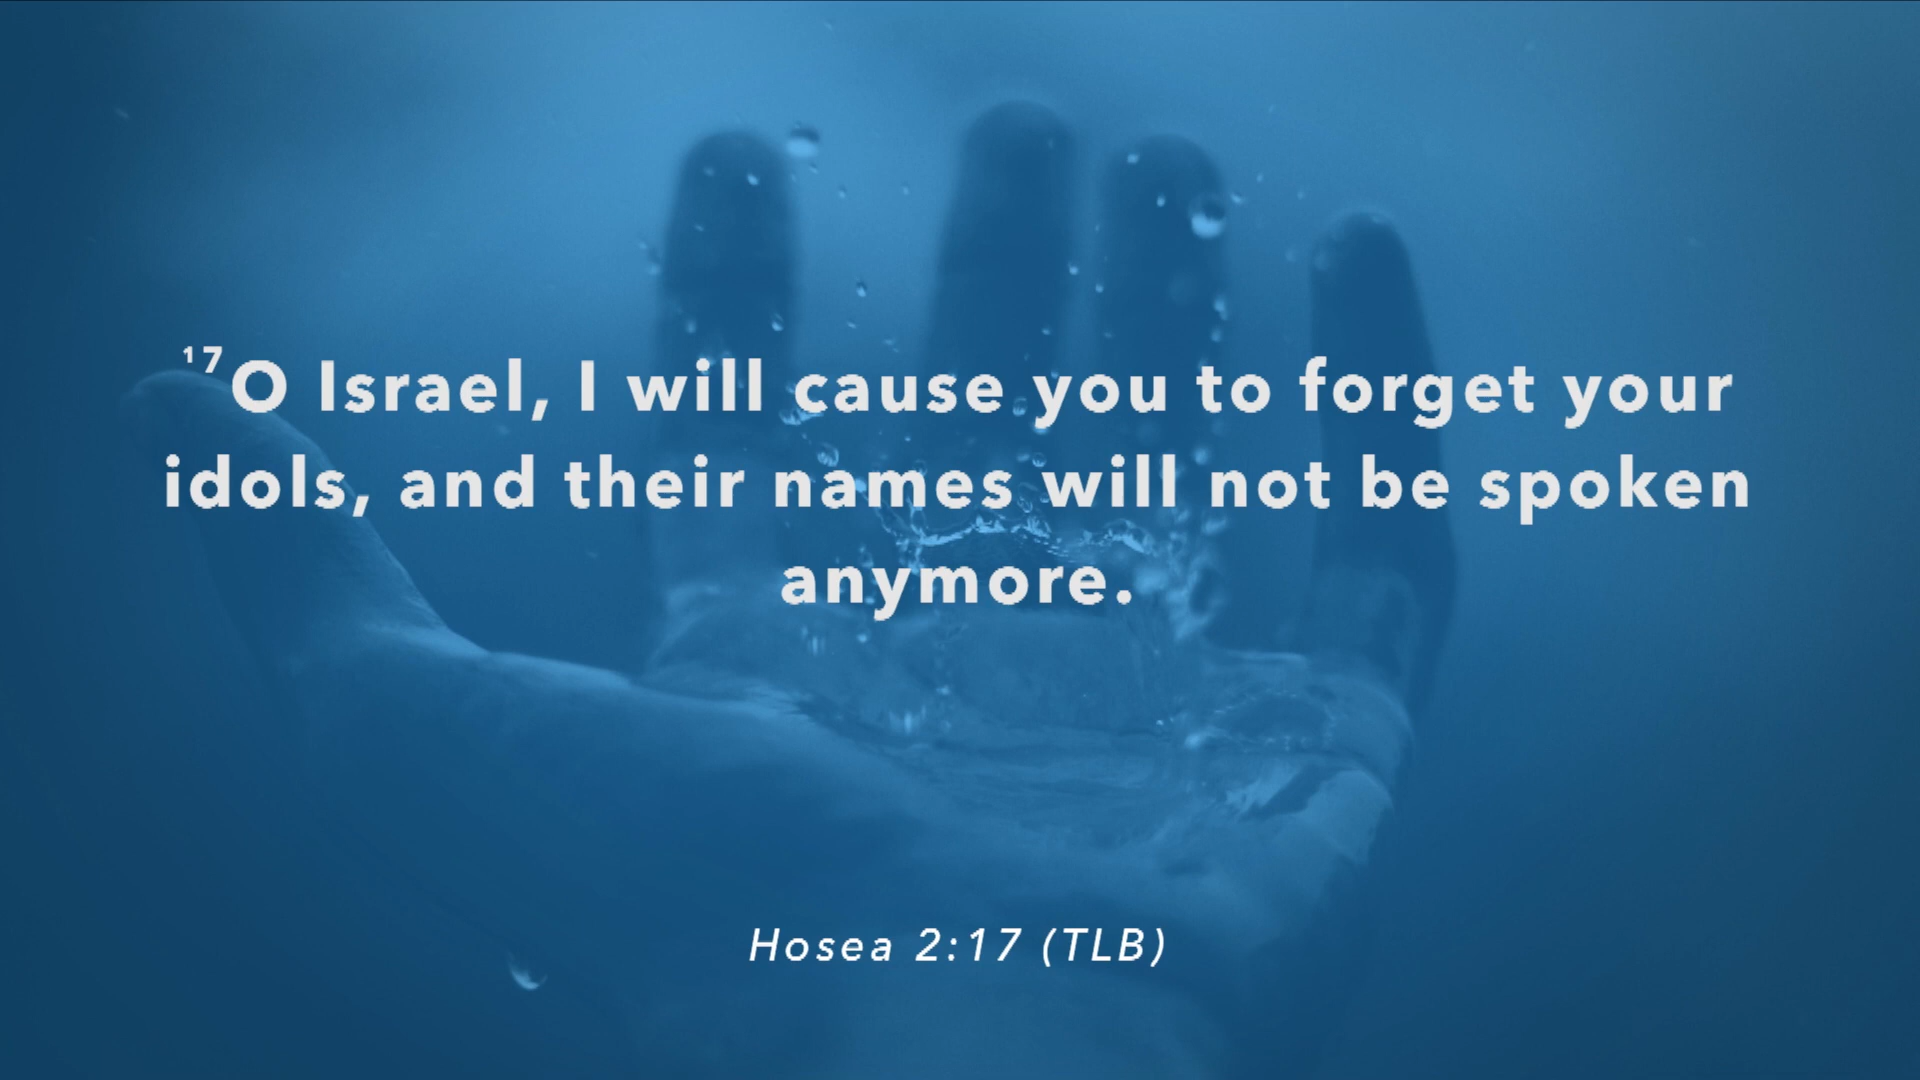 ¹⁷O Israel, I will cause you to forget your
idols, and their names will not be spoken
anymore.
Hosea 2:17 (TLB)